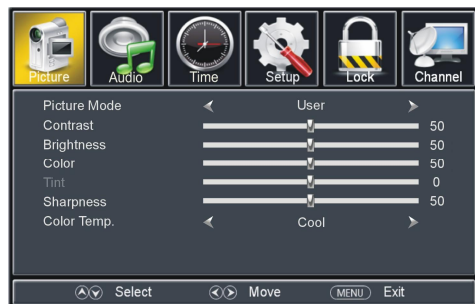 Picture Audio Time Setup Lock Channel
Picture Mode User
Contrast 50
Brightness 50
Color 50
Tint 0
Sharpness 50
Color Temp. Cool
Select Move MENU Exit